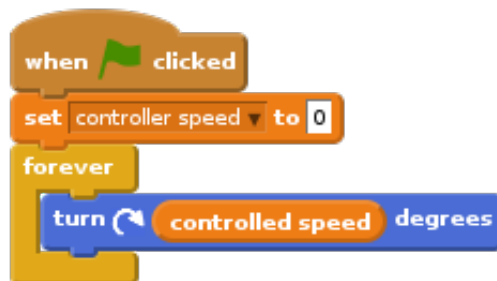 when clicked
set controller speed to 0
forever
turn controlled speed degrees